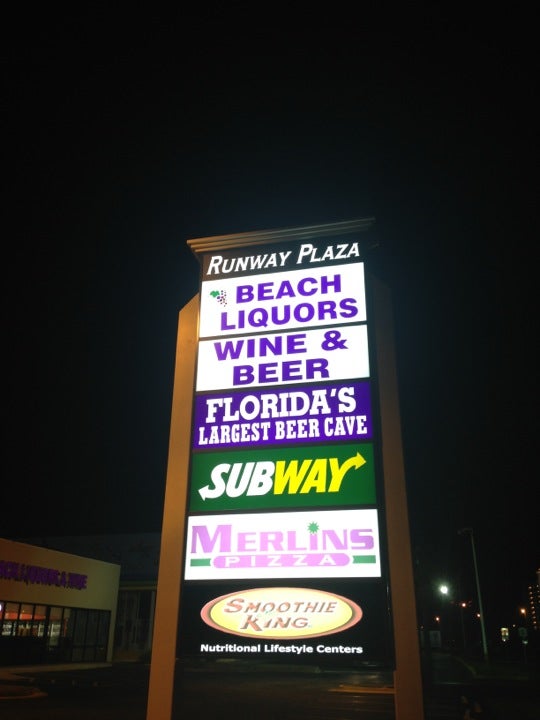 RUNWAY PLAZA
BEACH
LIQUORS
WINE &
BEER
FLORIDA'S
LARGEST BEER CAVE
SUBWAY
MERLINS
PIZZA
SMOOTHIE
KING
Nutritional Lifestyle Centers